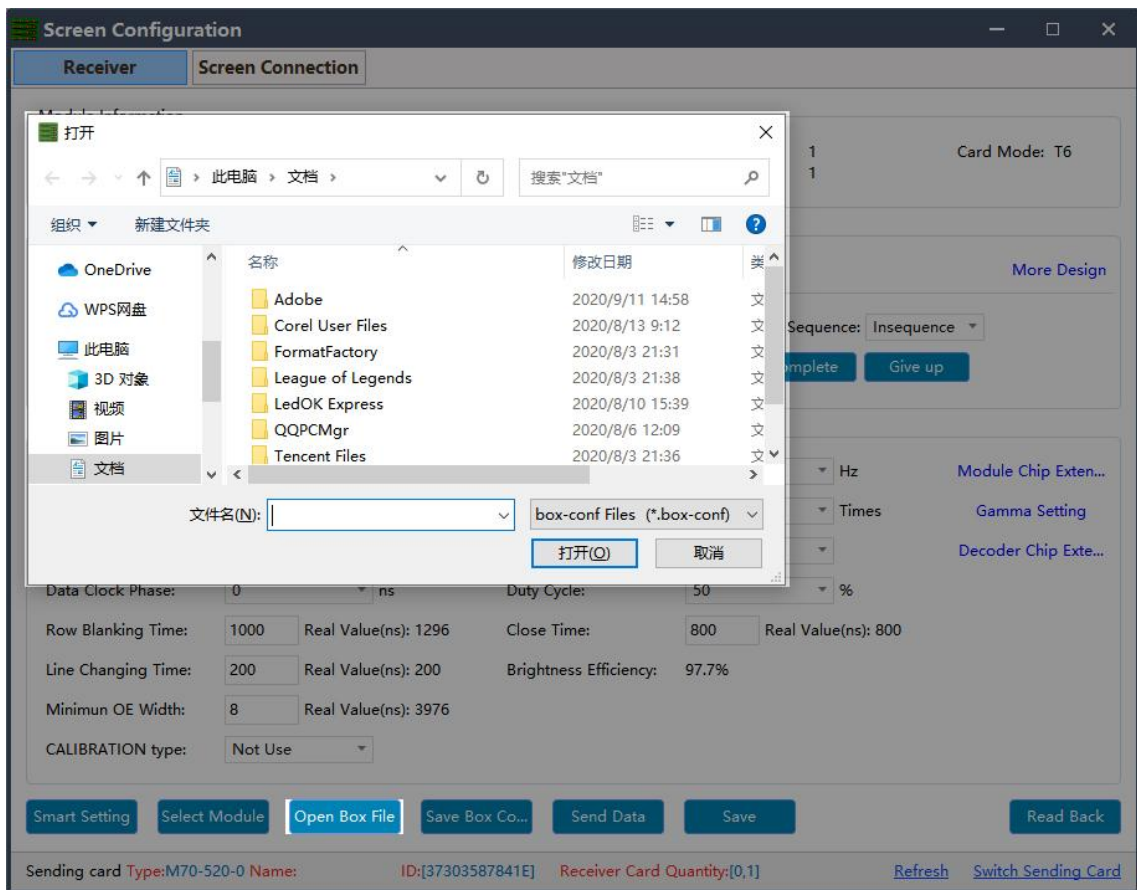 Screen Configuration
Receiver
Screen Connection
打开
此电脑 › 文档 ›
搜索"文档"
组织
新建文件夹
OneDrive
WPS网盘
此电脑
3D 对象
视频
图片
文档
名称 修改日期 类
Adobe 2020/9/11 14:58 文
Corel User Files 2020/8/13 9:12 文
FormatFactory 2020/8/3 21:31 文
League of Legends 2020/8/3 21:38 文
LedOK Express 2020/8/10 15:39 文
QQPCMgr 2020/8/6 12:09 文
Tencent Files 2020/8/3 21:36 文
文件名(N):
box-conf Files (*.box-conf)
打开(O)
取消
1
1
Card Mode: T6
More Design
Sequence: Insequence
Give up
Hz
Module Chip Exten...
Times
Gamma Setting
Decoder Chip Exte...
Data Clock Phase: 0 ns Duty Cycle: 50 %
Row Blanking Time: 1000 Real Value(ns): 1296 Close Time: 800 Real Value(ns): 800
Line Changing Time: 200 Real Value(ns): 200 Brightness Efficiency: 97.7%
Minimun OE Width: 8 Real Value(ns): 3976
CALIBRATION type: Not Use
Smart Setting
Select Module
Open Box File
Save Box Co...
Send Data
Save
Read Back
Sending card Type:M70-520-0 Name: ID:[37303587841E] Receiver Card Quantity:[0,1] Refresh Switch Sending Card